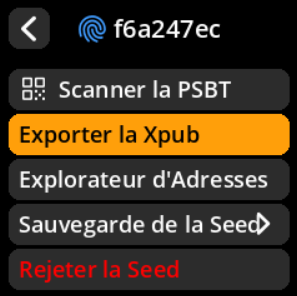 f6a247ec
Scanner la PSBT
Exporter la Xpub
Explorateur d'Adresses
Sauvegarde de la Seed
Rejeter la Seed